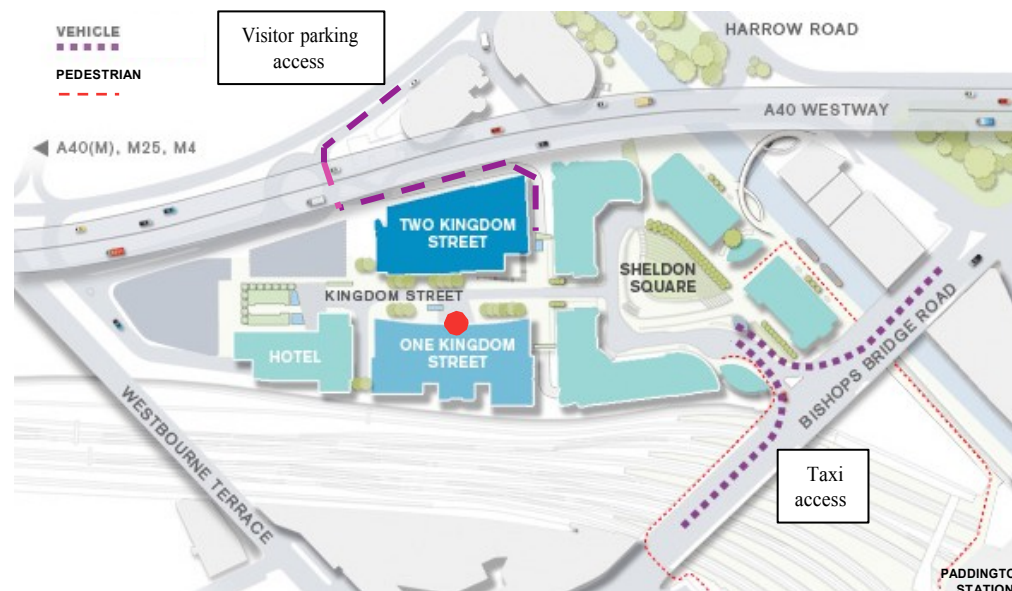 VEHICLE
PEDESTRIAN
Visitor parking
access
HARROW ROAD
A40 WESTWAY
A40(M), M25, M4
TWO KINGDOM
STREET
SHELDON
SQUARE
KINGDOM STREET
ONE KINGDOM
STREET
HOTEL
BISHOPS BRIDGE ROAD
WESTBOURNE TERRACE
Taxi
access
PADDINGTO
STATION